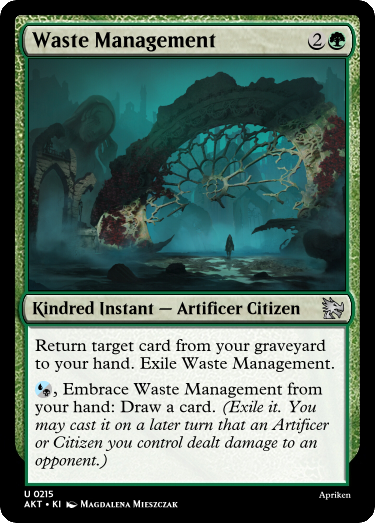 Waste Management 2
Kindred Instant — Artificer Citizen
Return target card from your graveyard
to your hand. Exile Waste Management.
, Embrace Waste Management from
your hand: Draw a card. (Exile it. You
may cast it on a later turn that an Artificer
or Citizen you control dealt damage to an
opponent.)
U 0215
AKT • KI Magdalena Mieszczak
Apriken